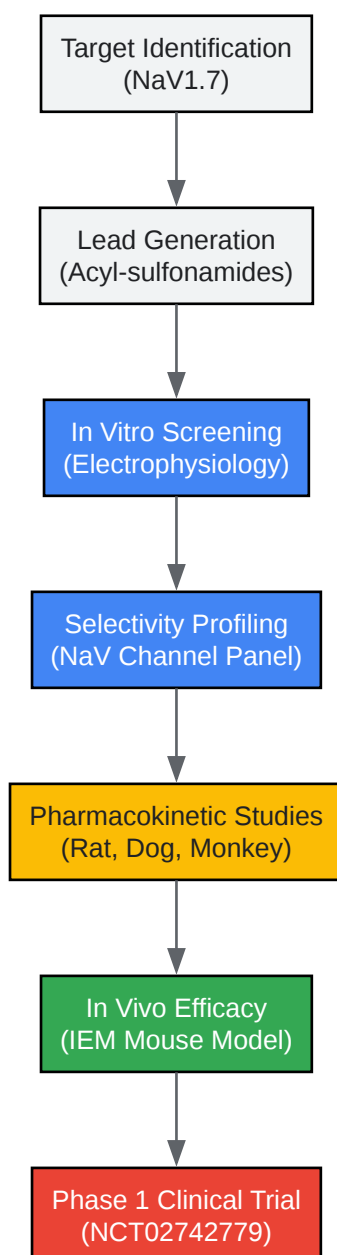 Target Identification
(NaV1.7)
Lead Generation
(Acyl-sulfonamides)
In Vitro Screening
(Electrophysiology)
Selectivity Profiling
(NaV Channel Panel)
Pharmacokinetic Studies
(Rat, Dog, Monkey)
In Vivo Efficacy
(IEM Mouse Model)
Phase 1 Clinical Trial
(NCT02742779)